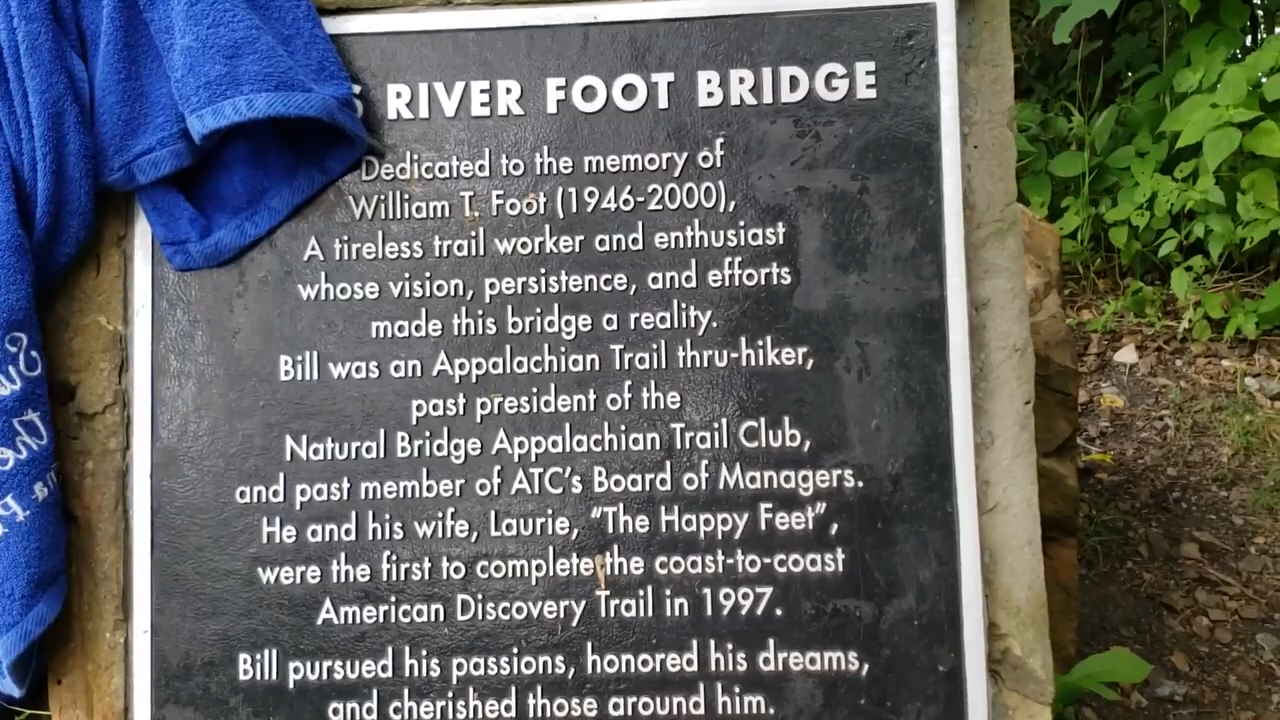 RIVER FOOT BRIDGE
Dedicated to the memory of
William T. Foot (1946-2000),
A tireless trail worker and enthusiast
whose vision, persistence, and efforts
made this bridge a reality.
Bill was an Appalachian Trail thru-hiker,
past president of the
Natural Bridge Appalachian Trail Club,
and past member of ATC's Board of Managers.
He and his wife, Laurie, "The Happy Feet",
were the first to complete the coast-to-coast
American Discovery Trail in 1997.
Bill pursued his passions, honored his dreams,
and cherished those around him.